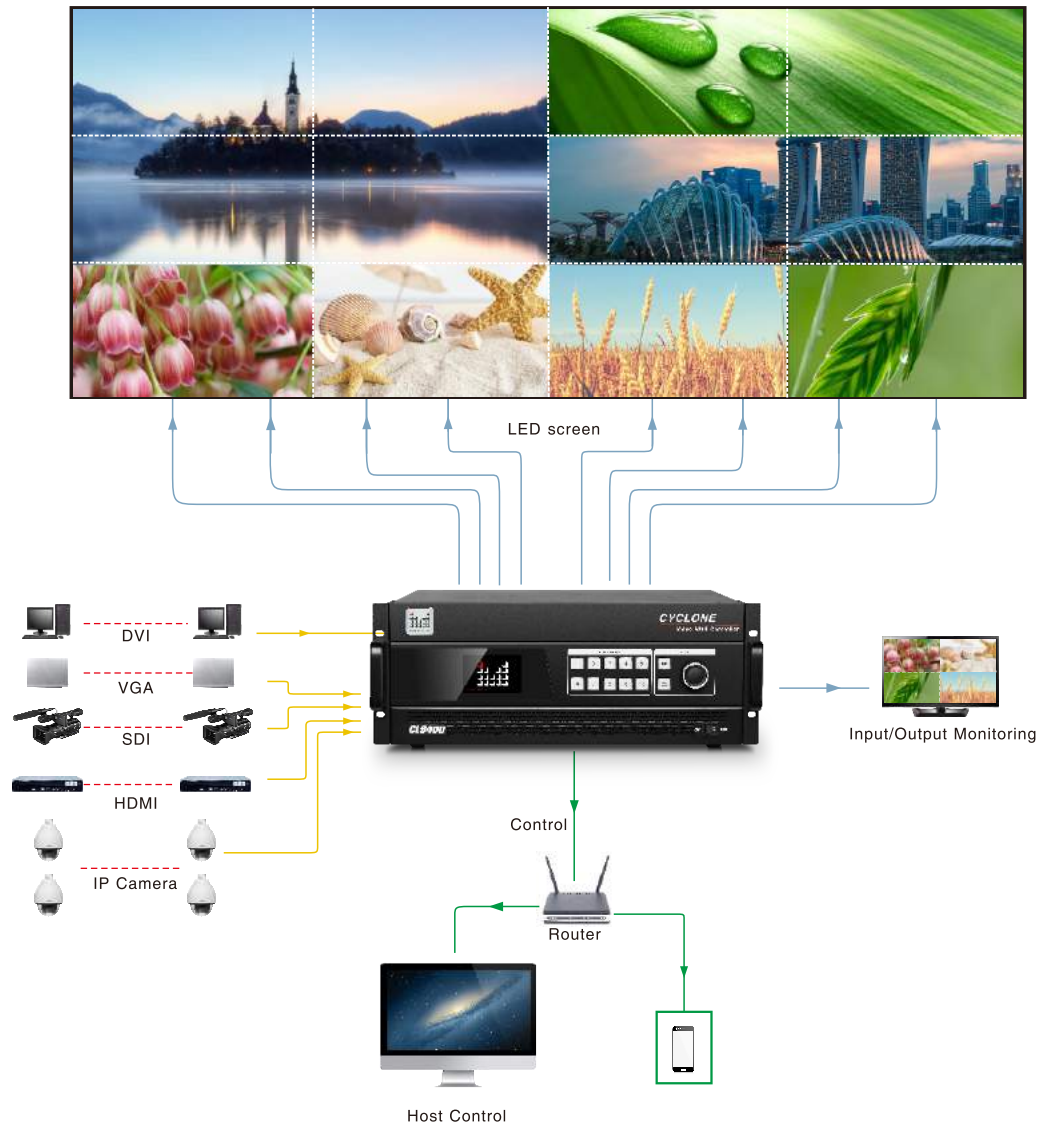 LED screen
CYCLONE
Video Wall Controller
DVI
VGA
SDI
HDMI
IP Camera
CL9400
Input/Output Monitoring
Control
Router
Host Control